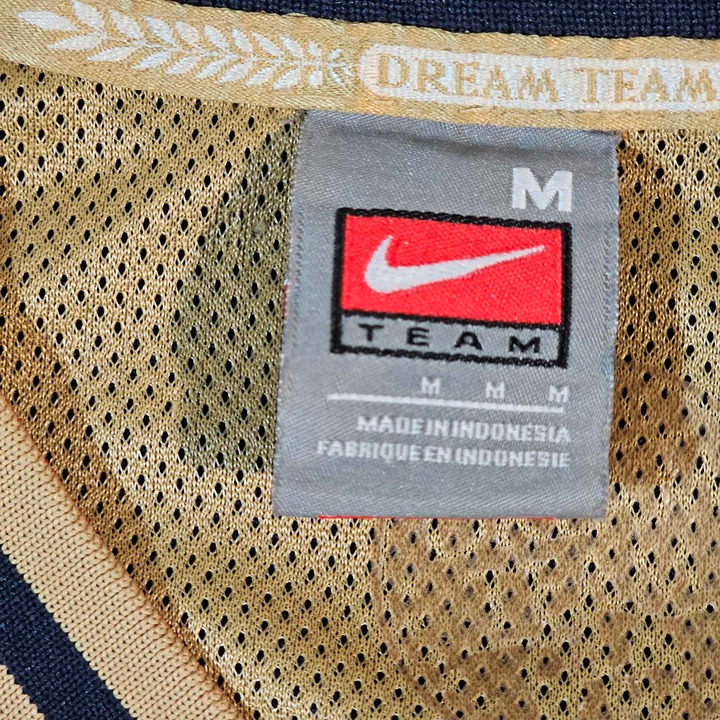 DREAM TEAM
M
TEAM
M M M
MADE IN INDONESIA
FABRIQUE EN INDONESIE